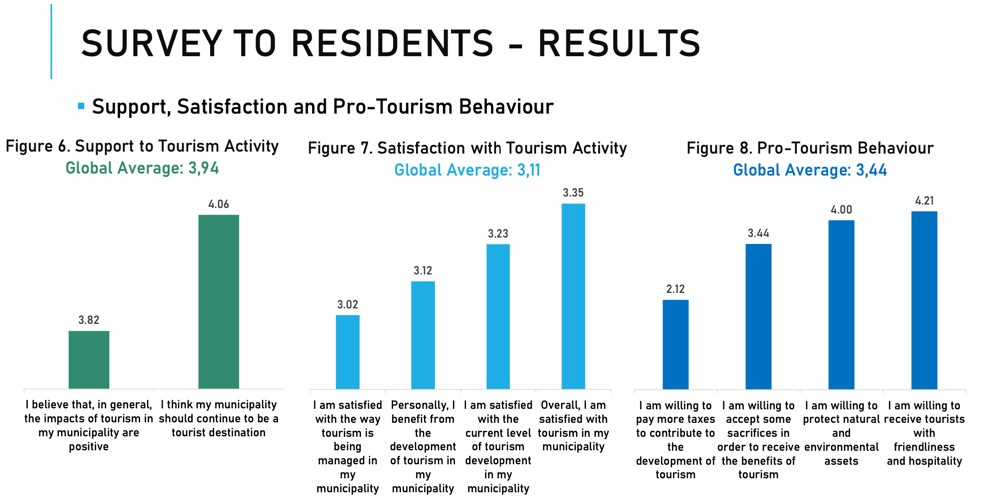 SURVEY TO RESIDENTS - RESULTS
Support, Satisfaction and Pro-Tourism Behaviour
Figure 6. Support to Tourism Activity
Global Average: 3,94
4.06
3.82
I believe that, in general,
the impacts of tourism in
my municipality are
positive
I think my municipality
should continue to be a
tourist destination
Figure 7. Satisfaction with Tourism Activity
Global Average: 3,11
3.35
3.23
3.12
3.02
I am satisfied
with the way
tourism is
being
managed in
my
municipality
Personally, I
benefit from
the
development
of tourism in
my
municipality
I am satisfied
with the
current level
of tourism
development
in my
municipality
Overall, I am
satisfied with
tourism in my
municipality
Figure 8. Pro-Tourism Behaviour
Global Average: 3,44
4.21
4.00
3.44
2.12
I am willing to
pay more taxes
to contribute to
the
development of
tourism
I am willing to
accept some
sacrifices in
order to receive
the benefits of
tourism
I am willing to
protect natural
and
environmental
assets
I am willing to
receive tourists
with
friendliness
and hospitality